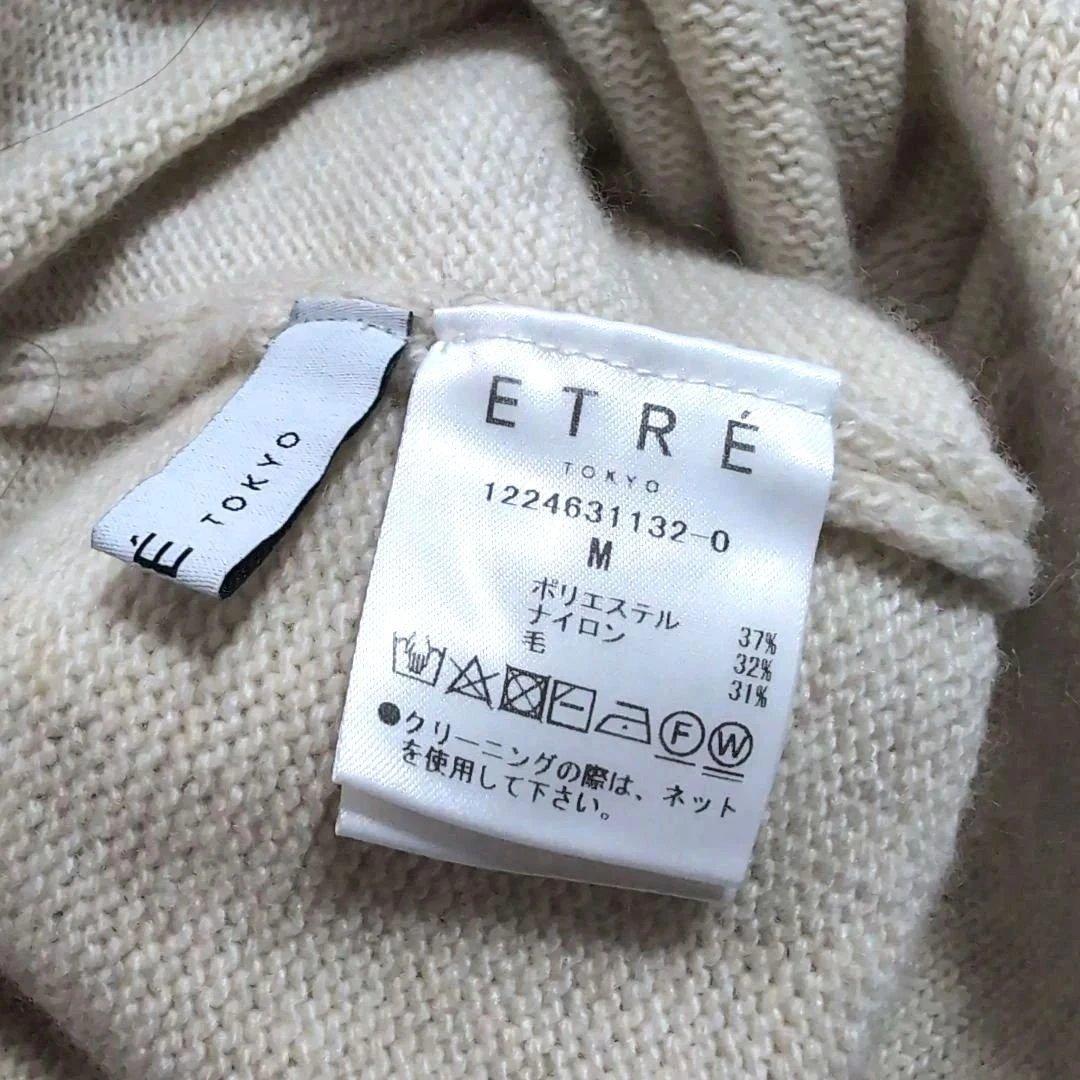 ETRÉ
TOKYO
1224631132-0
M
ポリエステル 37%
ナイロン 32%
毛 31%
F W
●クリーニングの際は、ネット
を使用して下さい。
É
TOKYO